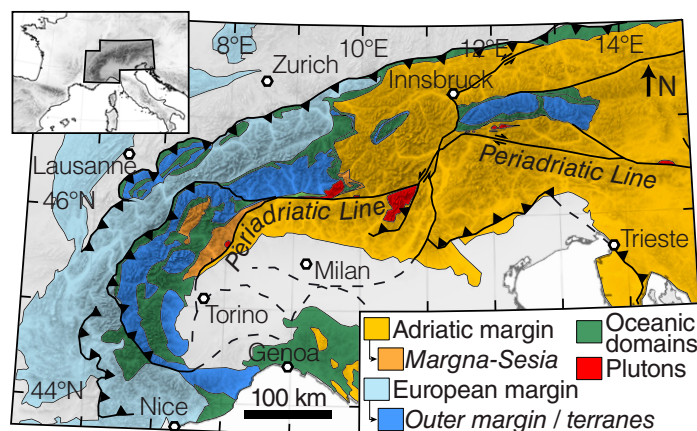 8°E
10°E
12°E
14°E
Zurich
Innsbruck
N
Lausanne
Periadriatic Line
46°N
Periadriatic Line
Trieste
Milan
Torino
Genoa
44°N
Nice
100 km
Adriatic margin
Margna-Sesia
European margin
Outer margin / terranes
Oceanic
domains
Plutons